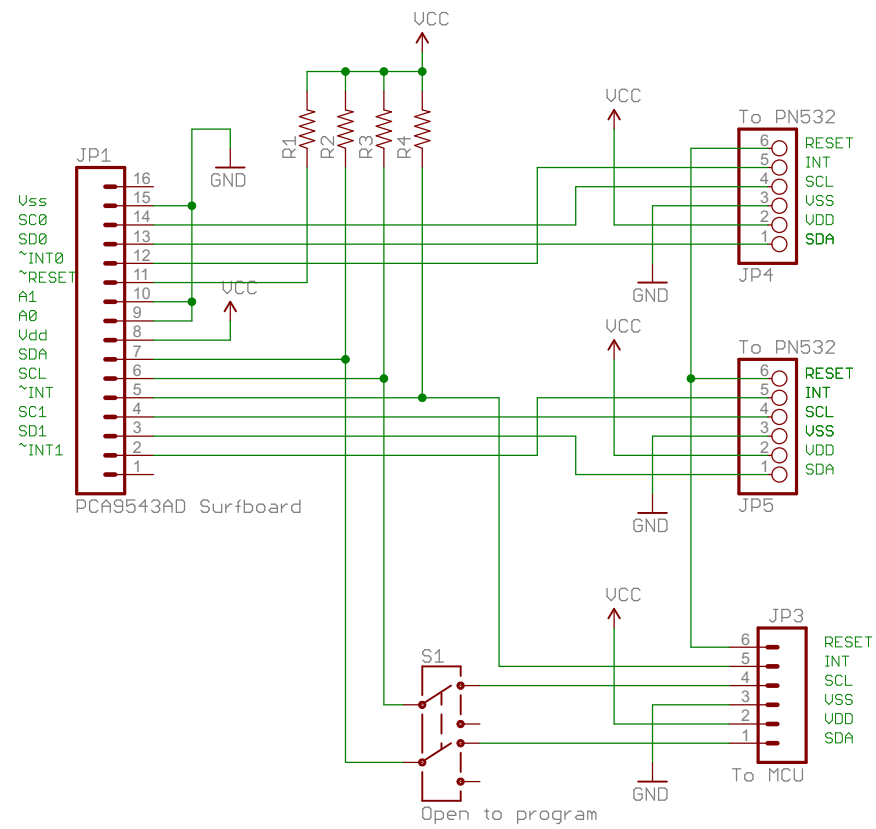 VCC
R1
R2
R3
R4
GND
JP1
16
15
14
13
12
11
10
9
8
7
6
5
4
3
2
1
Vss
SC0
SD0
~INT0
~RESET
A1
A0
Vdd
SDA
SCL
~INT
SC1
SD1
~INT1
VCC
PCA9543AD Surfboard
VCC
To PN532
6 RESET
5 INT
4 SCL
3 VSS
2 VDD
1 SDA
JP4
GND
VCC
To PN532
6 RESET
5 INT
4 SCL
3 VSS
2 VDD
1 SDA
JP5
GND
VCC
JP3
6 RESET
5 INT
4 SCL
3 VSS
2 VDD
1 SDA
To MCU
GND
S1
Open to program